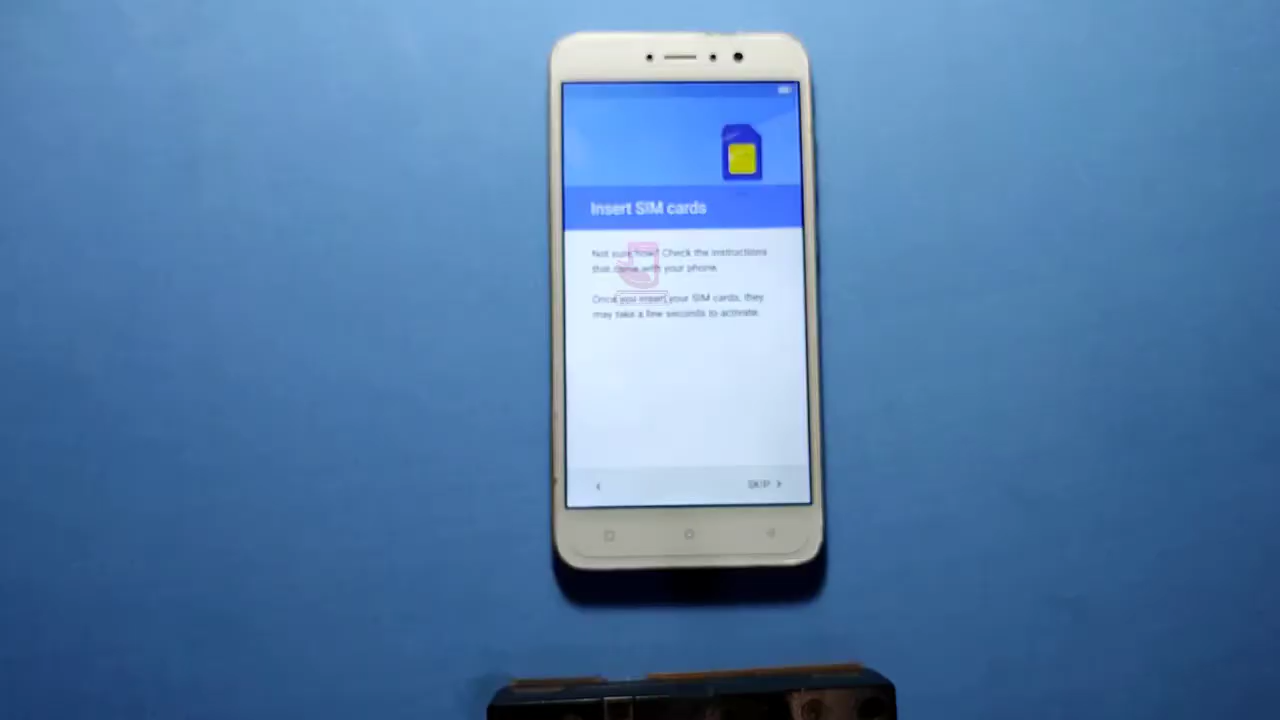 Insert SIM cards
Not sure how? Check the instructions
that came with your phone.
Once you insert your SIM cards, they
may take a few seconds to activate.
SKIP